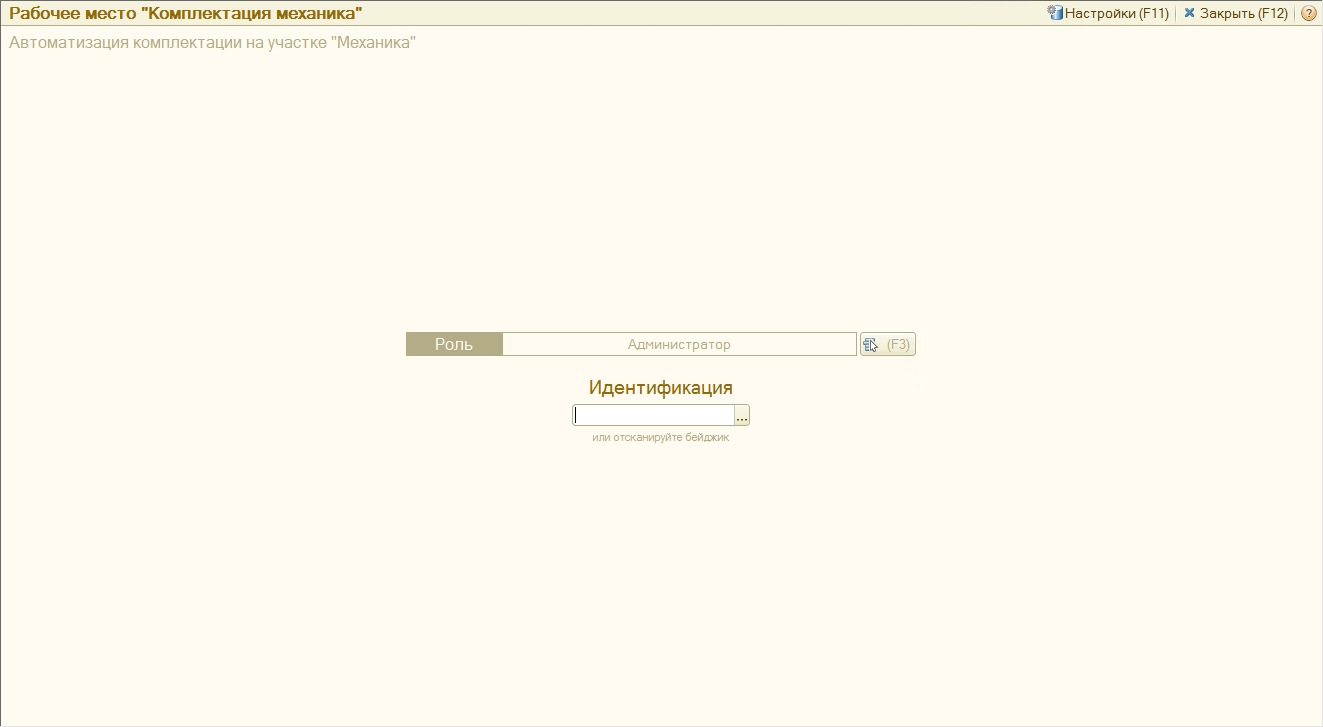 Рабочее место "Комплектация механика"
Настройки (F11)
Закрыть (F12)
?
Автоматизация комплектации на участке "Механика"
Роль
Администратор
(F3)
Идентификация
...
или отсканируйте бейджик